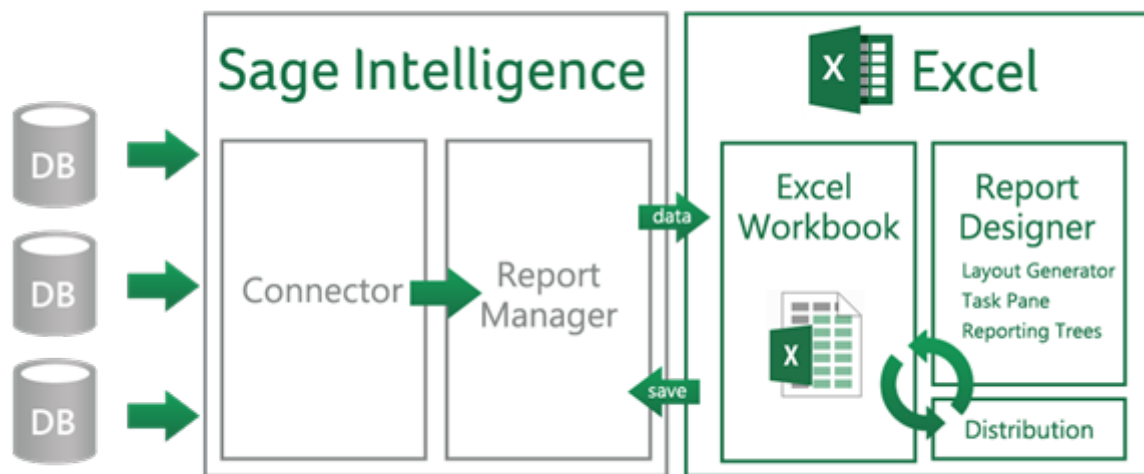 Sage Intelligence
Excel
X
DB
DB
DB
Connector
Report
Manager
data
save
Excel
Workbook
X
Report
Designer
Layout Generator
Task Pane
Reporting Trees
Distribution